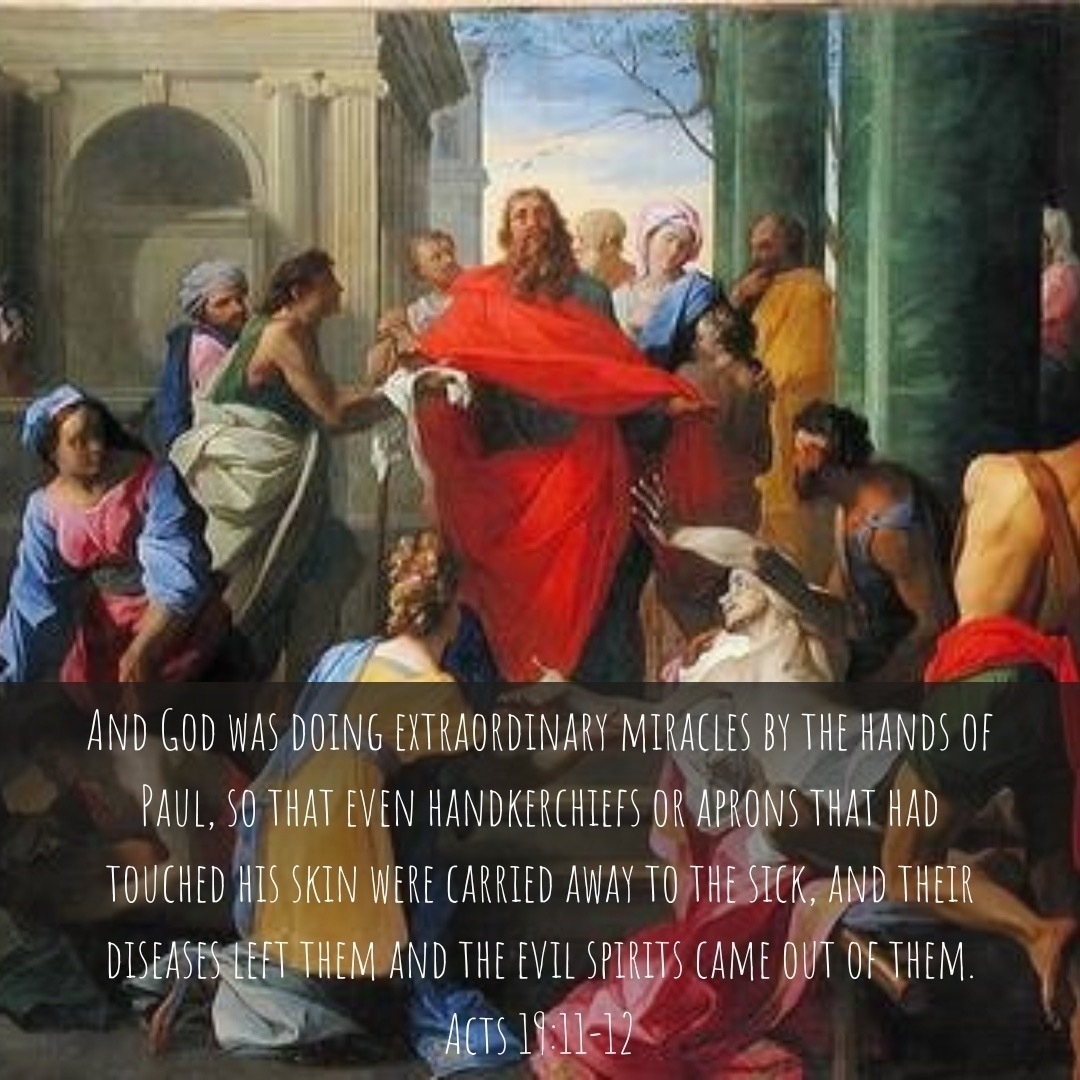 And God was doing extraordinary miracles by the hands of
Paul, so that even handkerchiefs or aprons that had
touched his skin were carried away to the sick, and their
diseases left them and the evil spirits came out of them.
Acts 19:11-12